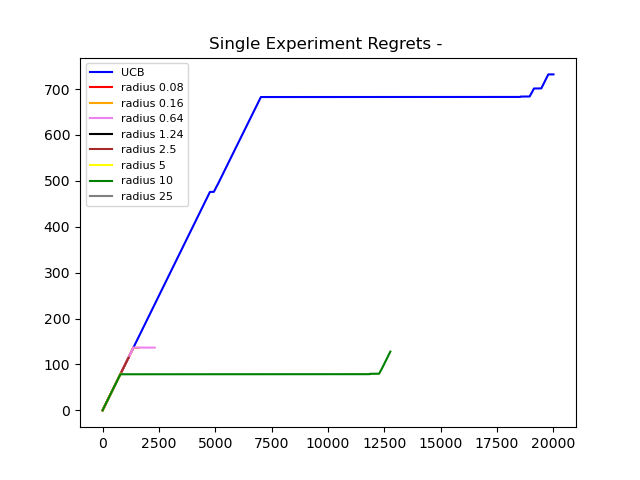 Single Experiment Regrets -
UCB
radius 0.08
radius 0.16
radius 0.64
radius 1.24
radius 2.5
radius 5
radius 10
radius 25
700
600
500
400
300
200
100
0
0 2500 5000 7500 10000 12500 15000 17500 20000